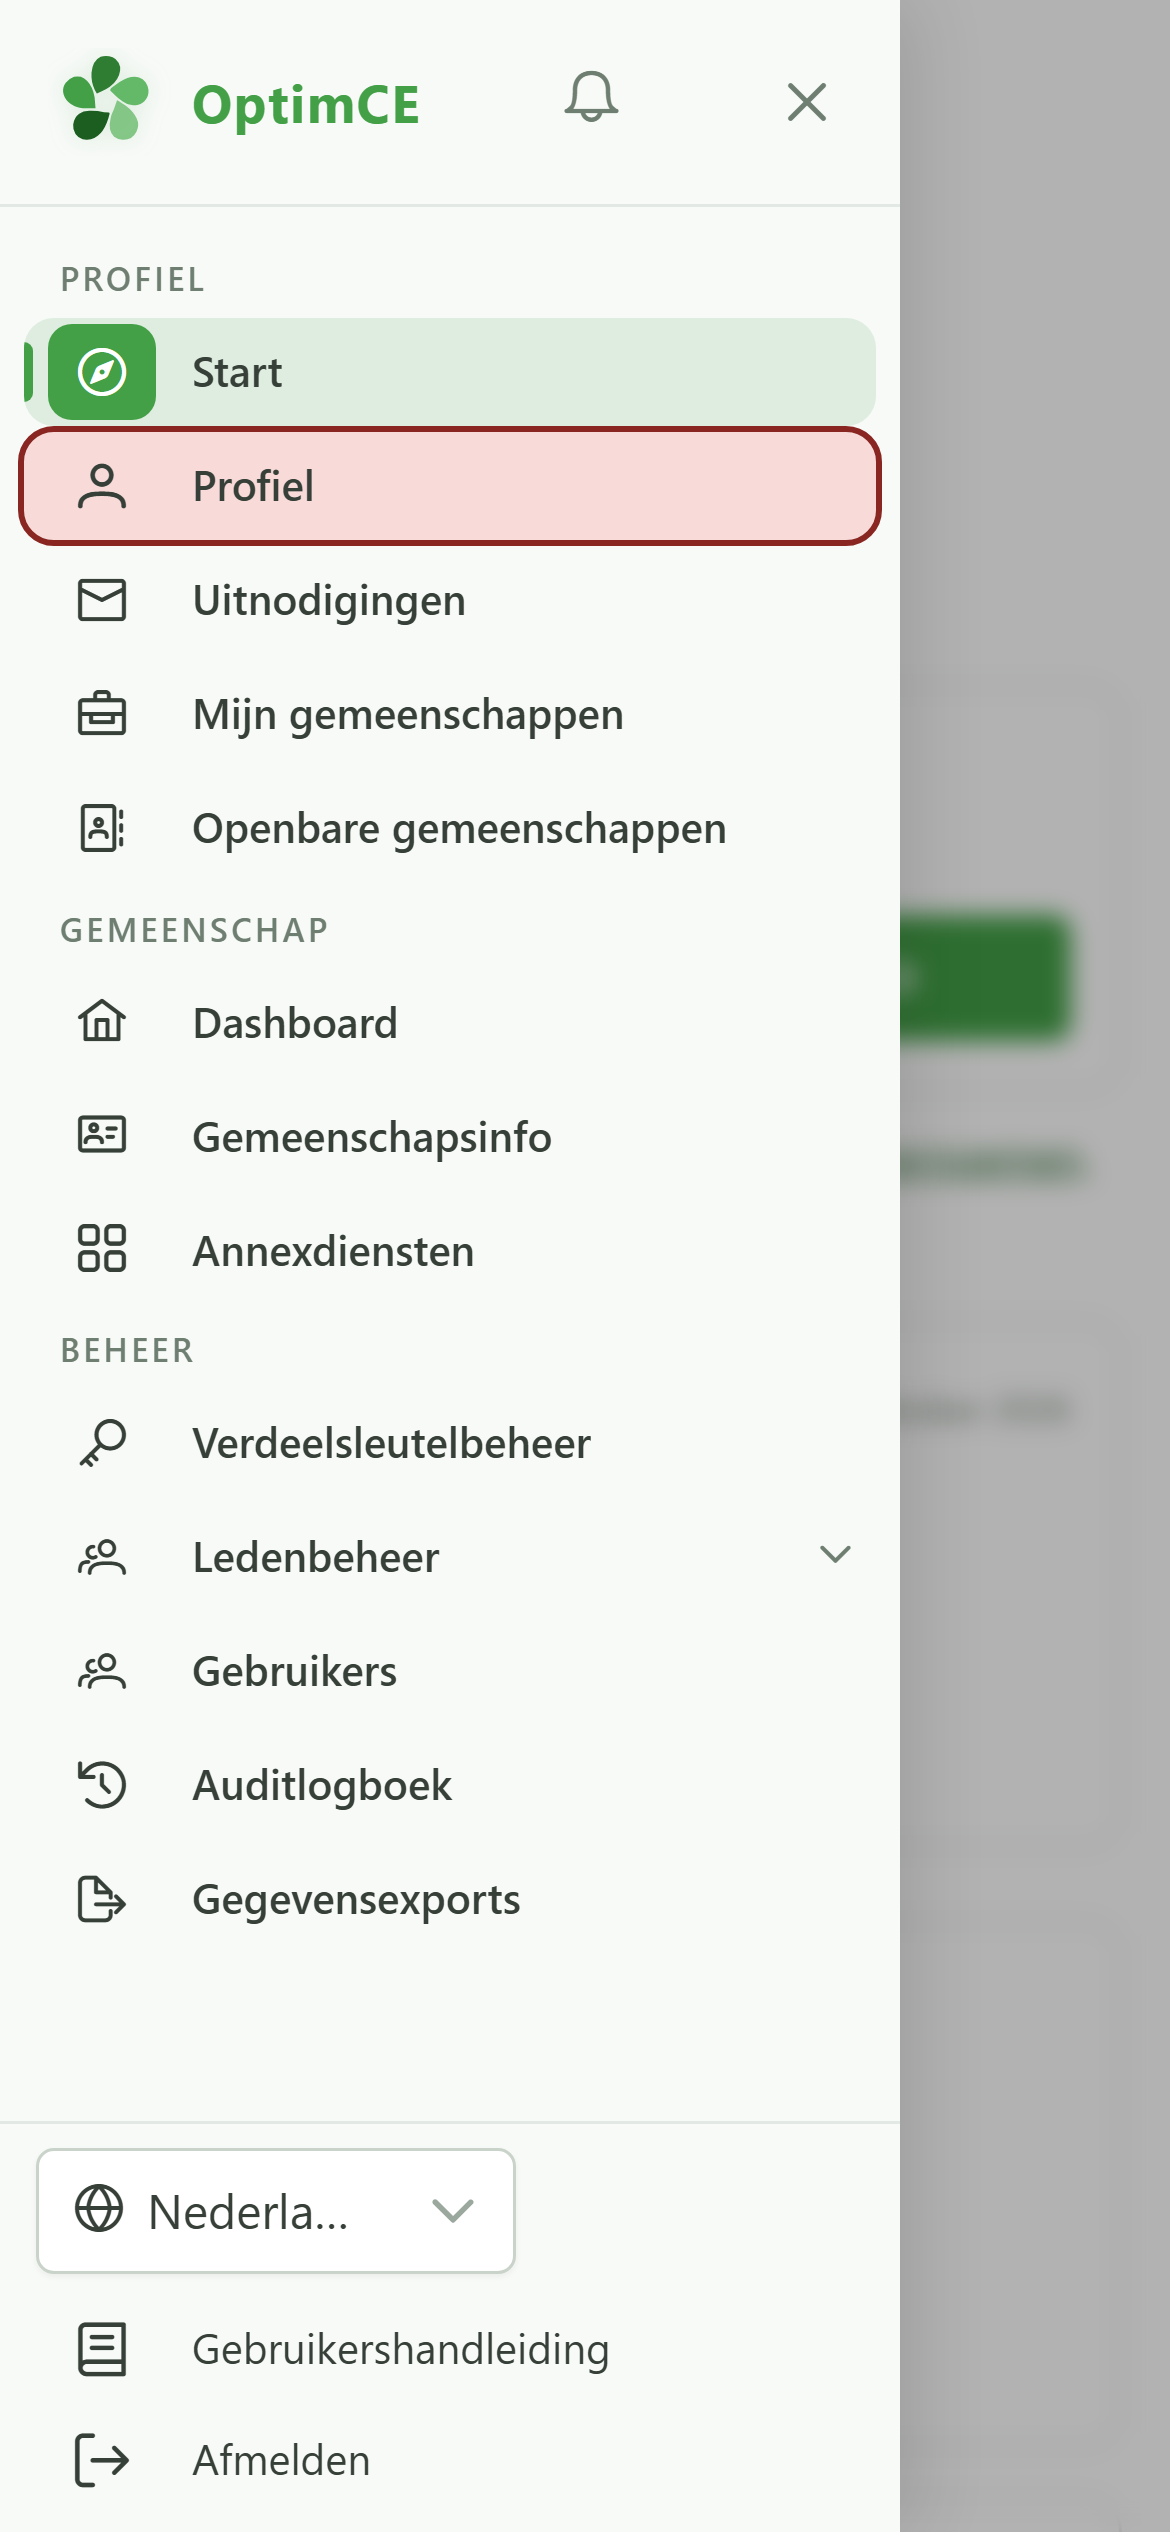 OptimCE
PROFIEL
Start
Profiel
Uitnodigingen
Mijn gemeenschappen
Openbare gemeenschappen
GEMEENSCHAP
Dashboard
Gemeenschapsinfo
Annexdiensten
BEHEER
Verdeelsleutelbeheer
Ledenbeheer
Gebruikers
Auditlogboek
Gegevensexports
Nederla...
Gebruikershandleiding
Afmelden